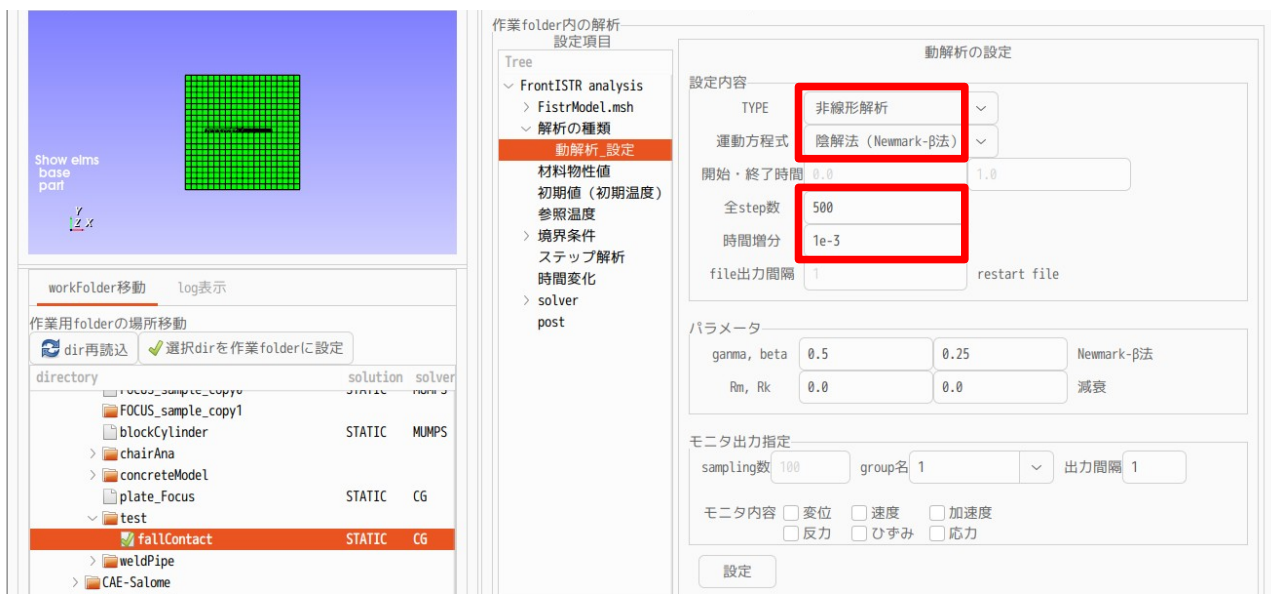 作業folder内の解析
設定項目
Tree
FrontISTR analysis
FistrModel.msh
解析の種類
動解析_設定
材料物性値
初期値（初期温度）
参照温度
境界条件
ステップ解析
時間変化
solver
post
動解析の設定
設定内容
TYPE 非線形解析
運動方程式 陰解法（Newmark-β法）
開始・終了時間 0.0 1.0
全step数 500
時間増分 1e-3
file出力間隔 1 restart file
パラメータ
ganma, beta 0.5 0.25 Newmark-β法
Rm, Rk 0.0 0.0 減衰
モニタ出力指定
sampling数 100 group名 1 出力間隔 1
モニタ内容 変位 速度 加速度
反力 ひずみ 応力
設定
Show elms
base
part
Y
Z X
workFolder移動 log表示
作業用folderの場所移動
dir再読込 選択dirを作業folderに設定
directory solution solver
FOCUS_sample_copy0 STATIC MUMPS
FOCUS_sample_copy1
blockCylinder STATIC MUMPS
chairAna
concreteModel
plate_Focus STATIC CG
test
fallContact STATIC CG
weldPipe
CAE-Salome